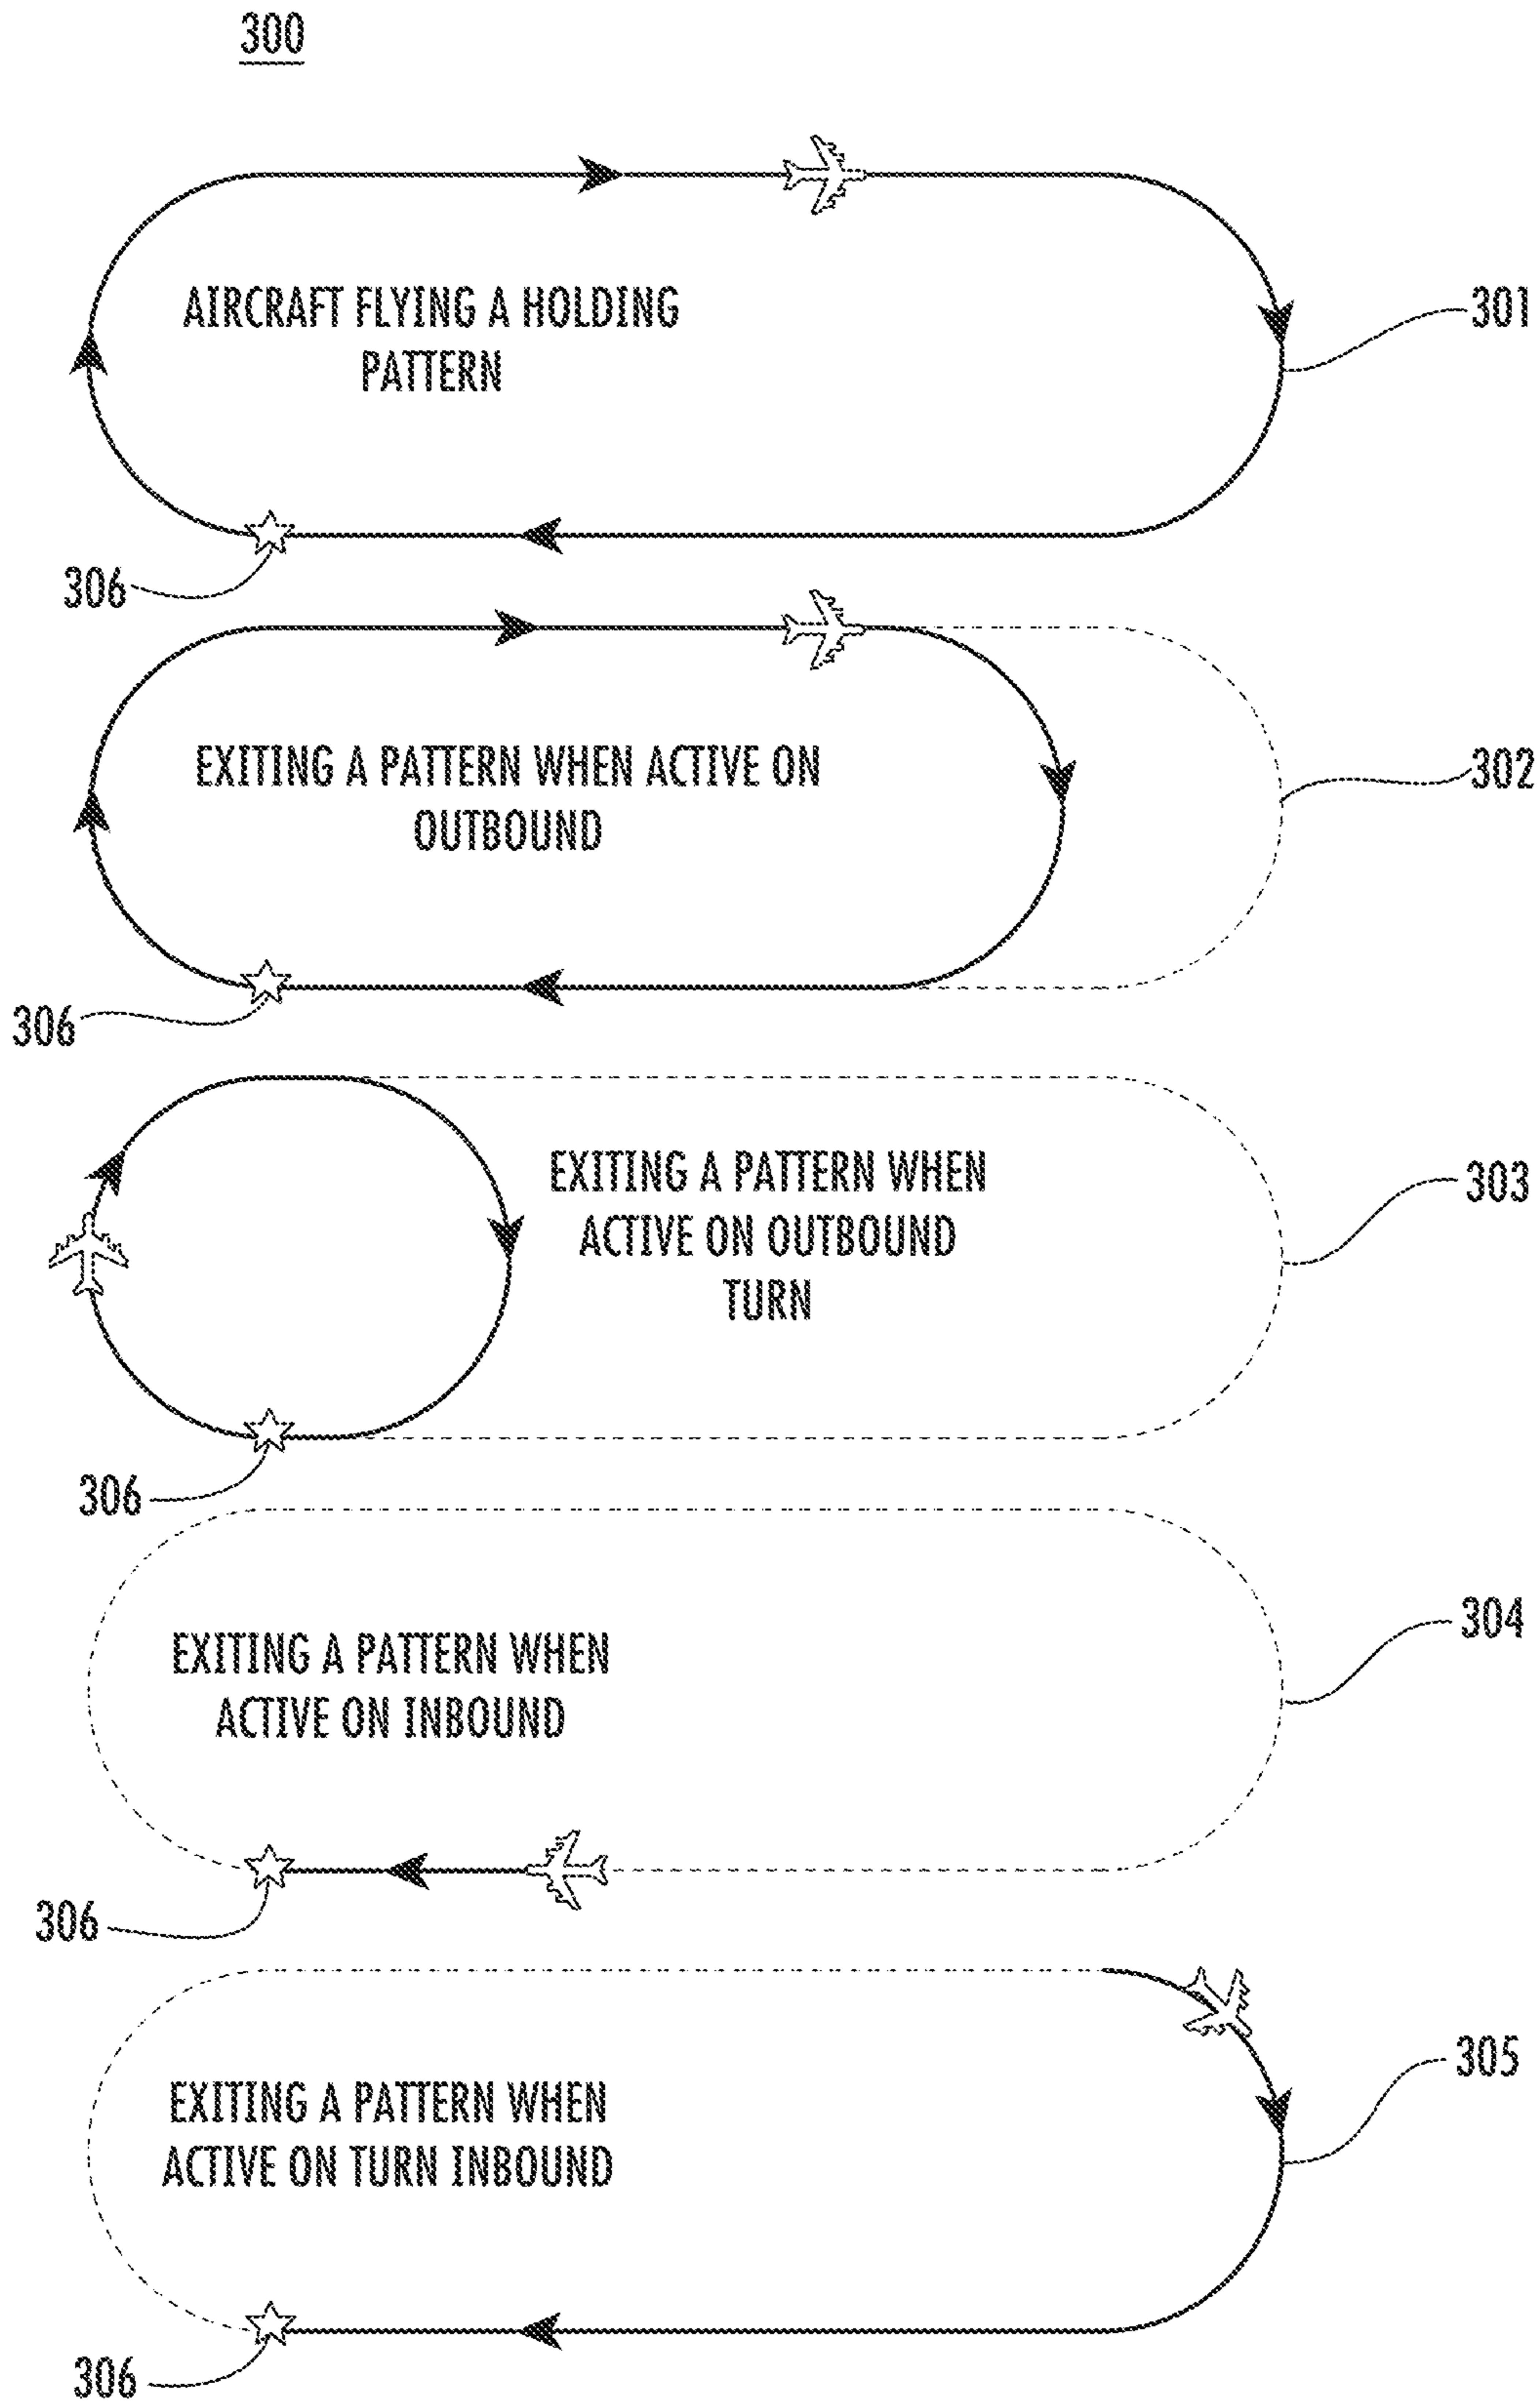 300
AIRCRAFT FLYING A HOLDING
PATTERN
301
306
EXITING A PATTERN WHEN ACTIVE ON
OUTBOUND
302
306
EXITING A PATTERN WHEN
ACTIVE ON OUTBOUND
TURN
303
306
EXITING A PATTERN WHEN
ACTIVE ON INBOUND
304
306
EXITING A PATTERN WHEN
ACTIVE ON TURN INBOUND
305
306